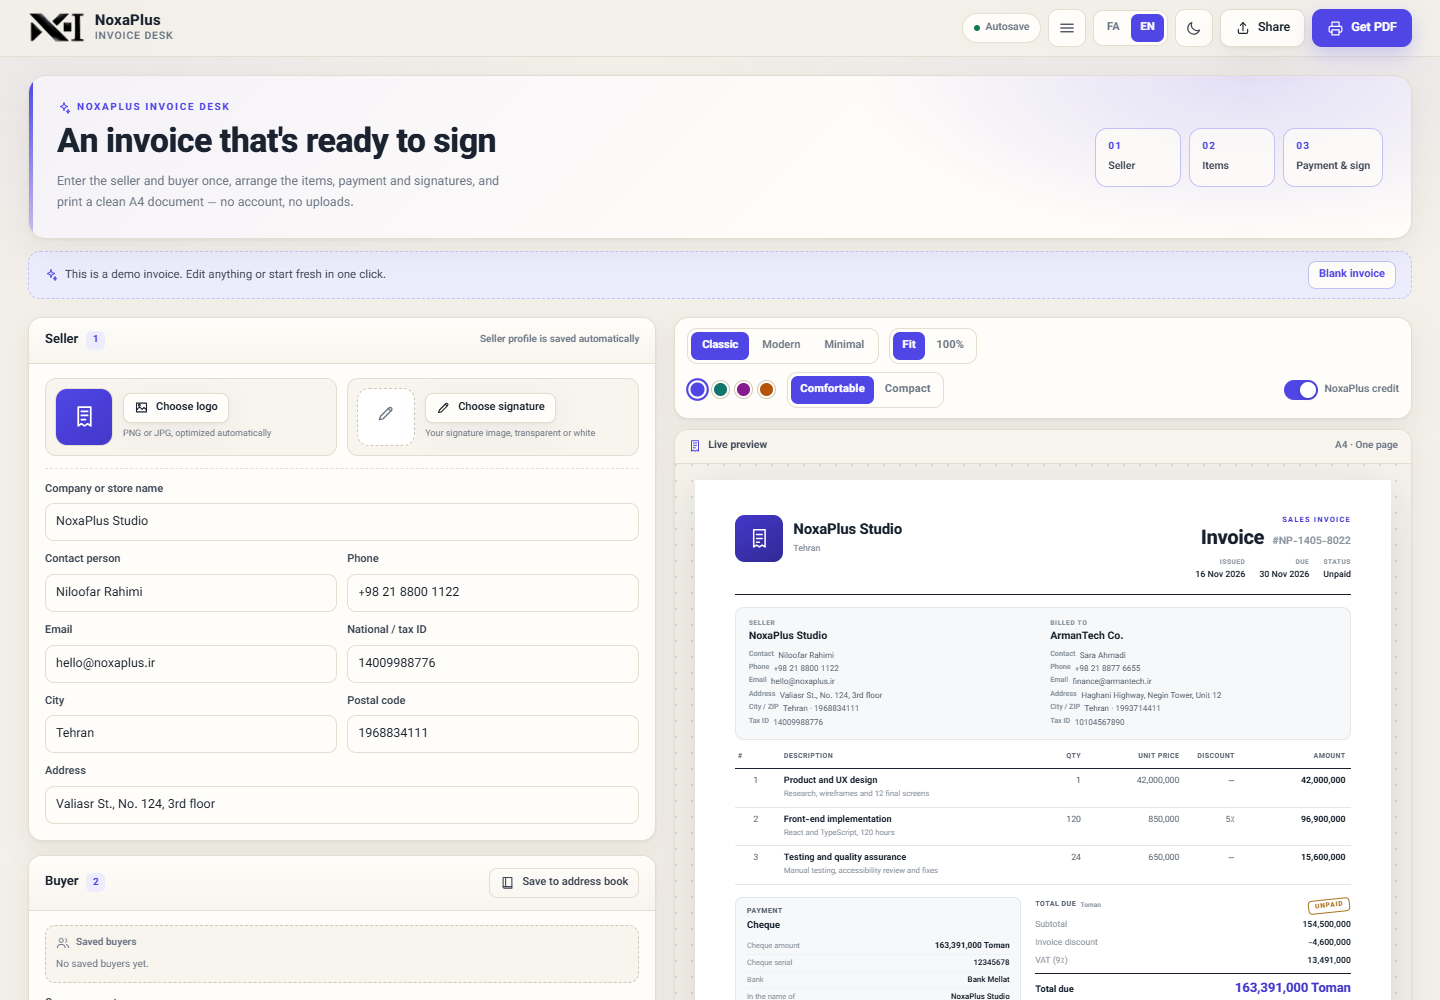 NoxaPlus
INVOICE DESK
Autosave
FA
EN
Share
Get PDF
NOXAPLUS INVOICE DESK
An invoice that's ready to sign
Enter the seller and buyer once, arrange the items, payment and signatures, and
print a clean A4 document — no account, no uploads.
01
Seller
02
Items
03
Payment & sign
This is a demo invoice. Edit anything or start fresh in one click.
Blank invoice
Seller 1
Seller profile is saved automatically
Choose logo
PNG or JPG, optimized automatically
Choose signature
Your signature image, transparent or white
Company or store name
NoxaPlus Studio
Contact person
Phone
Niloofar Rahimi
+98 21 8800 1122
Email
National / tax ID
hello@noxaplus.ir
14009988776
City
Postal code
Tehran
1968834111
Address
Valiasr St., No. 124, 3rd floor
Buyer 2
Save to address book
Saved buyers
No saved buyers yet.
Classic
Modern
Minimal
Fit
100%
Comfortable
Compact
NoxaPlus credit
Live preview
A4 · One page
NoxaPlus Studio
Tehran
SALES INVOICE
Invoice #NP-1405-8022
ISSUED
DUE
STATUS
16 Nov 2026
30 Nov 2026
Unpaid
SELLER
NoxaPlus Studio
Contact Niloofar Rahimi
Phone +98 21 8800 1122
Email hello@noxaplus.ir
Address Valiasr St., No. 124, 3rd floor
City / ZIP Tehran · 1968834111
Tax ID 14009988776
BILLED TO
ArmanTech Co.
Contact Sara Ahmadi
Phone +98 21 8877 6655
Email finance@armantech.ir
Address Haghani Highway, Negin Tower, Unit 12
City / ZIP Tehran · 1993714411
Tax ID 10104567890
# DESCRIPTION QTY UNIT PRICE DISCOUNT AMOUNT
1 Product and UX design 1 42,000,000 — 42,000,000
Research, wireframes and 12 final screens
2 Front-end implementation 120 850,000 5٪ 96,900,000
React and TypeScript, 120 hours
3 Testing and quality assurance 24 650,000 — 15,600,000
Manual testing, accessibility review and fixes
PAYMENT
Cheque
Cheque amount 163,391,000 Toman
Cheque serial 12345678
Bank Bank Mellat
In the name of NoxaPlus Studio
TOTAL DUE Toman
UNPAID
Subtotal 154,500,000
Invoice discount -4,600,000
VAT (9٪) 13,491,000
Total due 163,391,000 Toman